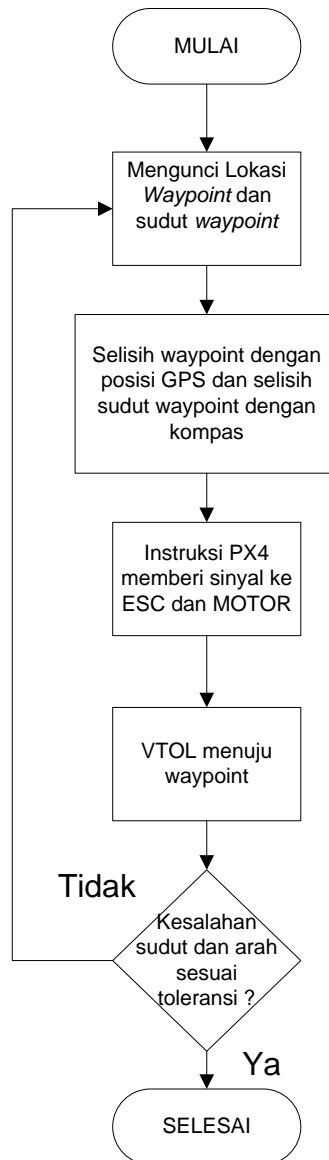 MULAI
Mengunci Lokasi
Waypoint dan
sudut waypoint
Selisih waypoint dengan
posisi GPS dan selisih
sudut waypoint dengan
kompas
Instruksi PX4
memberi sinyal ke
ESC dan MOTOR
VTOL menuju
waypoint
Tidak
Kesalahan
sudut dan arah
sesuai
toleransi ?
Ya
SELESAI